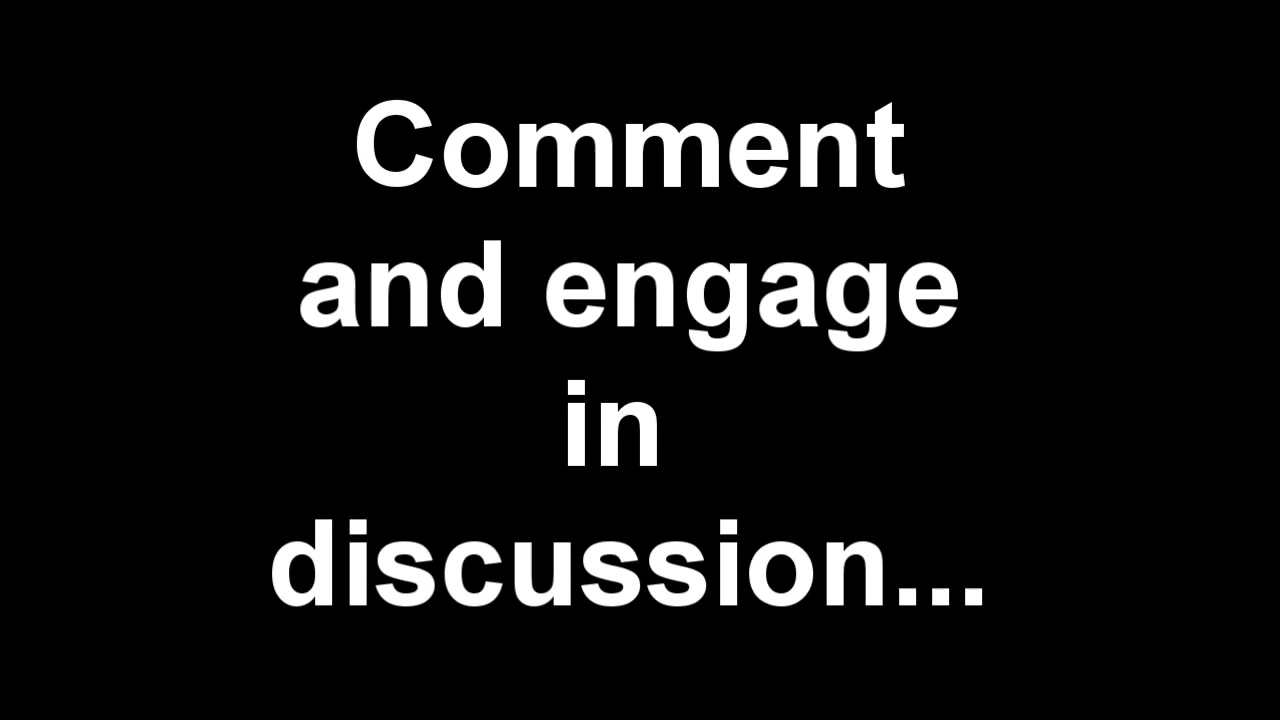 Comment
and engage
in
discussion...